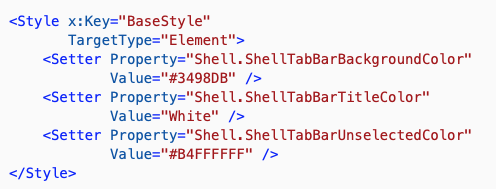 <Style x:Key="BaseStyle"
       TargetType="Element">
    <Setter Property="Shell.ShellTabBarBackgroundColor"
            Value="#3498DB" />
    <Setter Property="Shell.ShellTabBarTitleColor"
            Value="White" />
    <Setter Property="Shell.ShellTabBarUnselectedColor"
            Value="#B4FFFFFF" />
</Style>